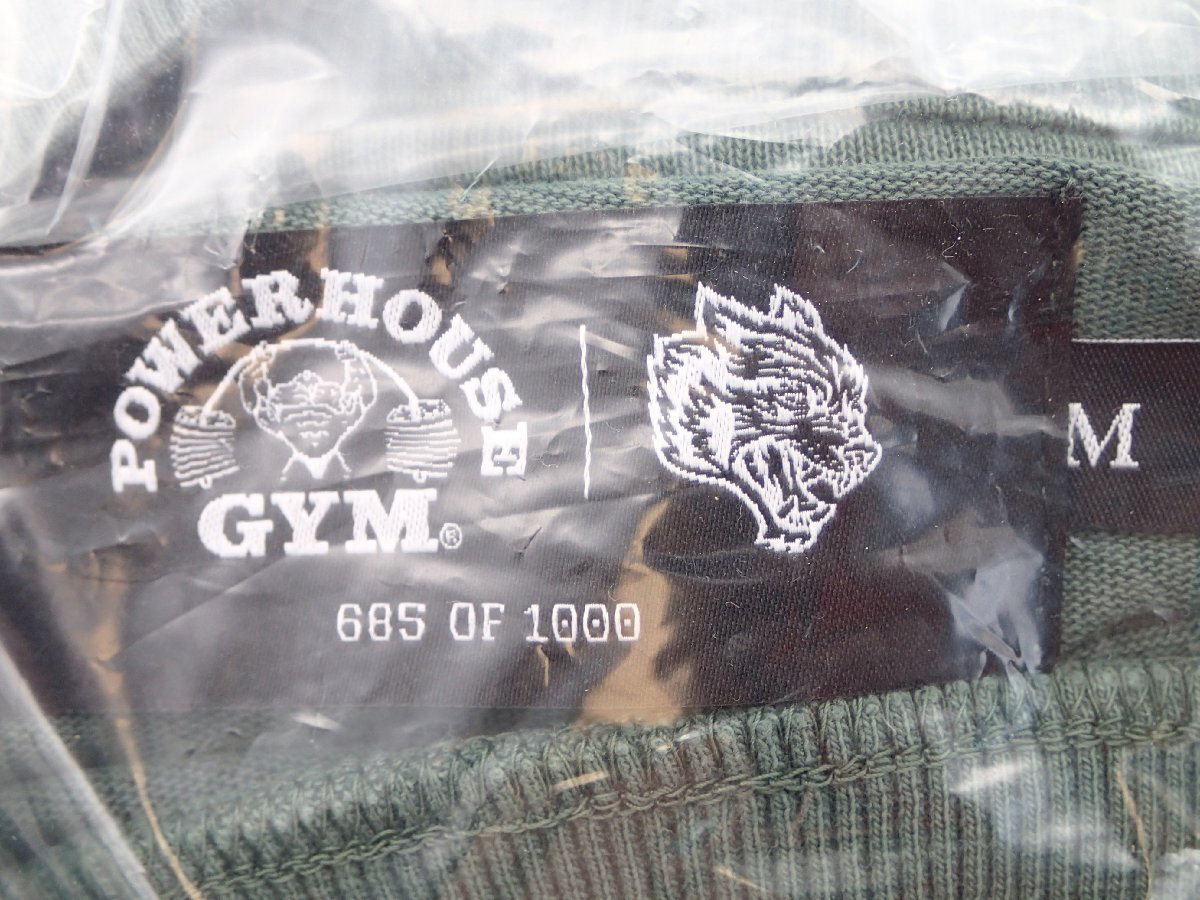 POWERHOUSE
GYM®
685 OF 1000
M